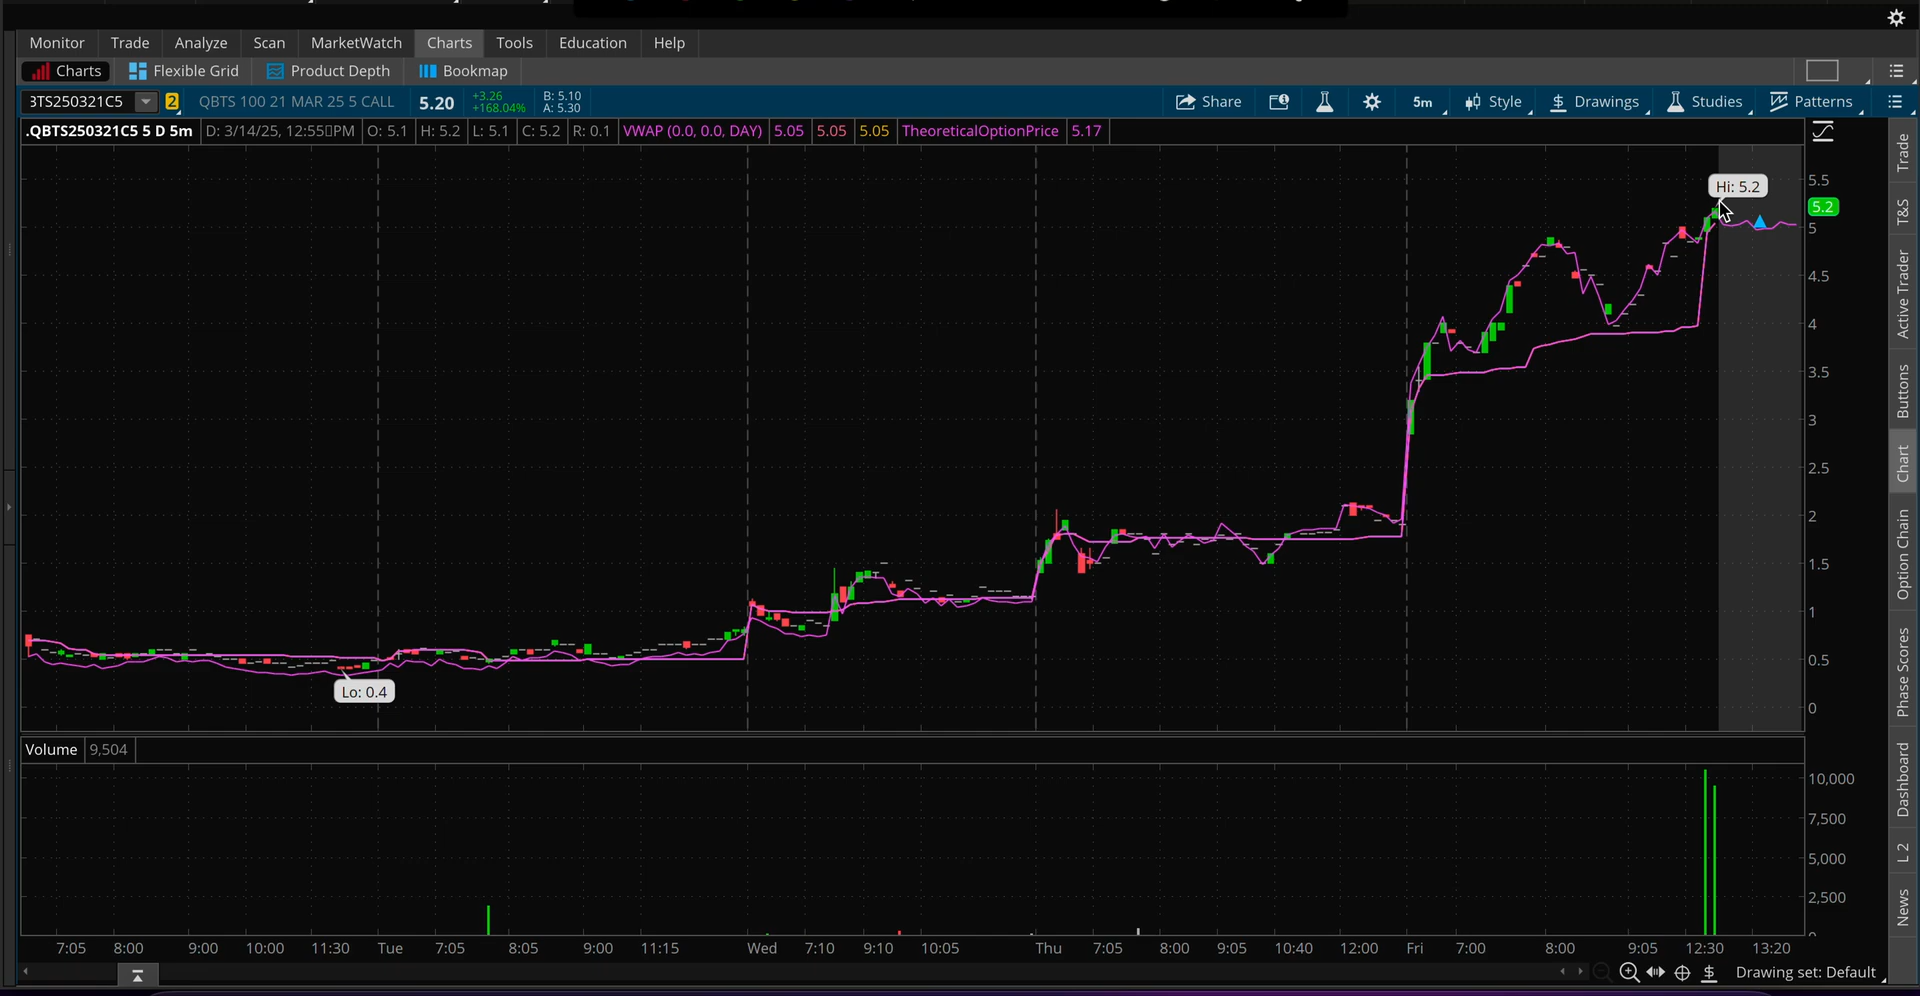 Monitor Trade Analyze Scan MarketWatch Charts Tools Education Help
Charts Flexible Grid Product Depth Bookmap
3TS250321C5 2 QBTS 100 21 MAR 25 5 CALL 5.20 +3.26 +168.04% B: 5.10 A: 5.30 Share 5m Style $ Drawings Studies Patterns
.QBTS250321C5 5 D 5m D: 3/14/25, 12:55 PM O: 5.1 H: 5.2 L: 5.1 C: 5.2 R: 0.1 VWAP (0.0, 0.0, DAY) 5.05 5.05 5.05 TheoreticalOptionPrice 5.17
Hi: 5.2
Lo: 0.4
5.5
5.2
5
4.5
4
3.5
3
2.5
2
1.5
1
0.5
0
Volume 9,504
10,000
7,500
5,000
2,500
0
7:05 8:00 9:00 10:00 11:30 Tue 7:05 8:05 9:00 11:15 Wed 7:10 9:10 10:05 Thu 7:05 8:00 9:05 10:40 12:00 Fri 7:00 8:00 9:05 12:30 13:20
$ Drawing set: Default
Trade
T&S
Active Trader
Buttons
Chart
Option Chain
Phase Scores
Dashboard
L 2
News